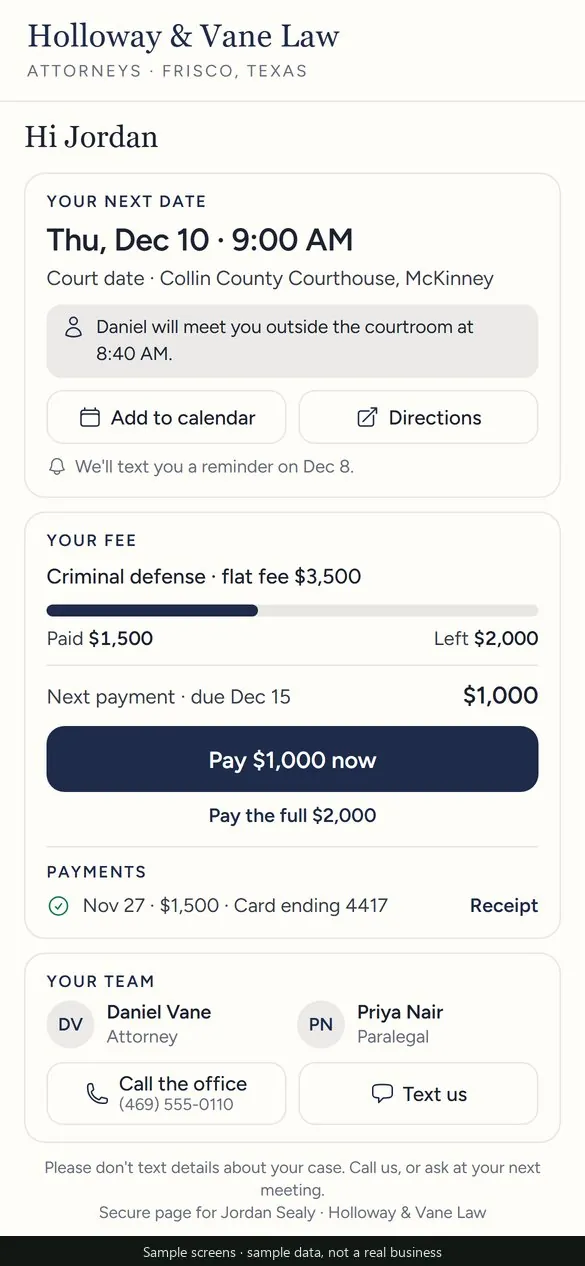 Holloway & Vane Law
ATTORNEYS · FRISCO, TEXAS
Hi Jordan
YOUR NEXT DATE
Thu, Dec 10 · 9:00 AM
Court date · Collin County Courthouse, McKinney
Daniel will meet you outside the courtroom at
8:40 AM.
Add to calendar
Directions
We'll text you a reminder on Dec 8.
YOUR FEE
Criminal defense · flat fee $3,500
Paid $1,500
Left $2,000
Next payment · due Dec 15
$1,000
Pay $1,000 now
Pay the full $2,000
PAYMENTS
Nov 27 · $1,500 · Card ending 4417
Receipt
YOUR TEAM
DV
Daniel Vane
Attorney
PN
Priya Nair
Paralegal
Call the office
(469) 555-0110
Text us
Please don't text details about your case. Call us, or ask at your next
meeting.
Secure page for Jordan Sealy · Holloway & Vane Law
Sample screens · sample data, not a real business